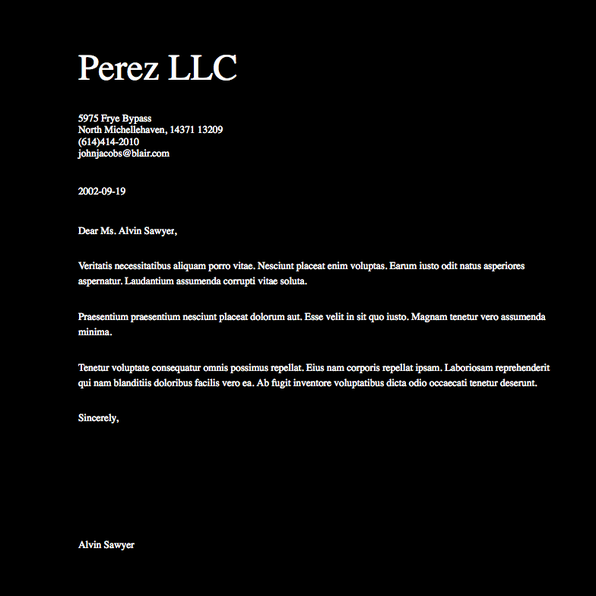 Perez LLC
5975 Frye Bypass
North Michellehaven, 14371 13209
(614)414-2010
johnjacobs@blair.com
2002-09-19
Dear Ms. Alvin Sawyer,
Veritatis necessitatibus aliquam porro vitae. Nesciunt placeat enim voluptas. Earum iusto odit natus asperiores
aspernatur. Laudantium assumenda corrupti vitae soluta.
Praesentium praesentium nesciunt placeat dolorum aut. Esse velit in sit quo iusto. Magnam tenetur vero assumenda
minima.
Tenetur voluptate consequatur omnis possimus repellat. Eius nam corporis repellat ipsam. Laboriosam reprehenderit
qui nam blanditiis doloribus facilis vero ea. Ab fugit inventore voluptatibus dicta odio occaecati tenetur deserunt.
Sincerely,
Alvin Sawyer